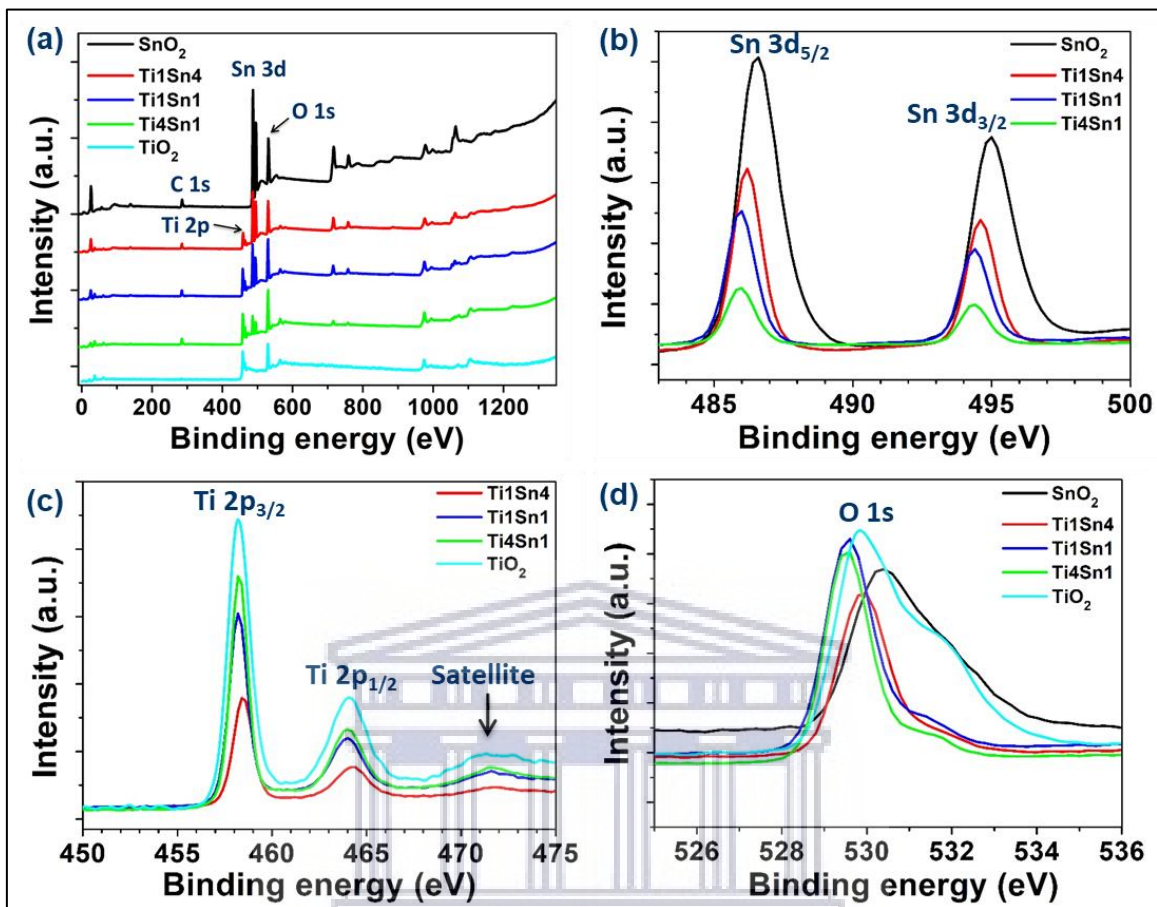 (a)
SnO2
Ti1Sn4
Ti1Sn1
Ti4Sn1
TiO2
Sn 3d
O 1s
C 1s
Ti 2p
Intensity (a.u.)
0 200 400 600 800 1000 1200
Binding energy (eV)
(b)
Sn 3d5/2
SnO2
Ti1Sn4
Ti1Sn1
Ti4Sn1
Sn 3d3/2
Intensity (a.u.)
485 490 495 500
Binding energy (eV)
(c)
Ti 2p3/2
Ti1Sn4
Ti1Sn1
Ti4Sn1
TiO2
Ti 2p1/2
Satellite
Intensity (a.u.)
450 455 460 465 470 475
Binding energy (eV)
(d)
O 1s
SnO2
Ti1Sn4
Ti1Sn1
Ti4Sn1
TiO2
Intensity (a.u.)
526 528 530 532 534 536
Binding energy (eV)